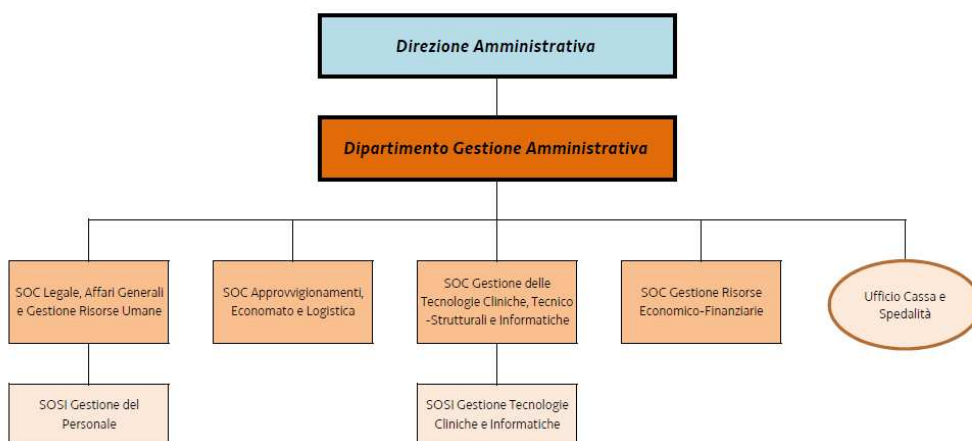 Direzione Amministrativa
Dipartimento Gestione Amministrativa
SOC Legale, Affari Generali
e Gestione Risorse Umane
SOC Approvvigionamenti,
Economato e Logistica
SOC Gestione delle
Tecnologie Cliniche, Tecnico
-Strutturali e Informatiche
SOC Gestione Risorse
Economico-Finanziarie
Ufficio Cassa e
Spedalità
SOSI Gestione del
Personale
SOSI Gestione Tecnologie
Cliniche e Informatiche